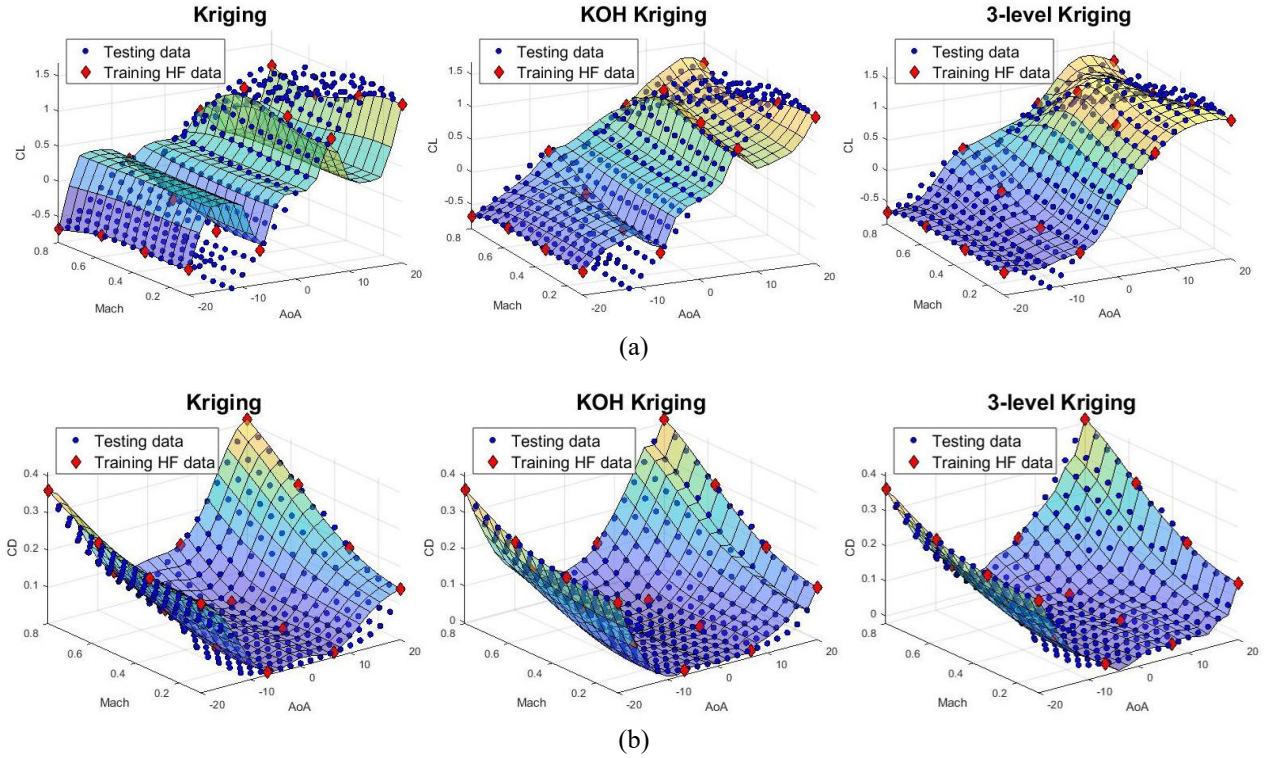 Kriging
KOH Kriging
3-level Kriging
Testing data
Training HF data
Testing data
Training HF data
Testing data
Training HF data
CL
1.5
1
0.5
0
-0.5
0.8
0.6
0.4
0.2
Mach
-20
-10
0
10
20
AoA
CL
1.5
1
0.5
0
-0.5
0.8
0.6
0.4
0.2
Mach
-20
-10
0
10
20
AoA
CL
1.5
1
0.5
0
-0.5
0.8
0.6
0.4
0.2
Mach
-20
-10
0
10
20
AoA
(a)
Kriging
KOH Kriging
3-level Kriging
Testing data
Training HF data
Testing data
Training HF data
Testing data
Training HF data
CD
0.4
0.3
0.2
0.1
0.8
0.6
0.4
0.2
Mach
-20
-10
0
10
20
AoA
CD
0.4
0.3
0.2
0.1
0
0.8
0.6
0.4
0.2
Mach
-20
-10
0
10
20
AoA
CD
0.4
0.3
0.2
0.1
0
0.8
0.6
0.4
0.2
Mach
-20
-10
0
10
20
AoA
(b)